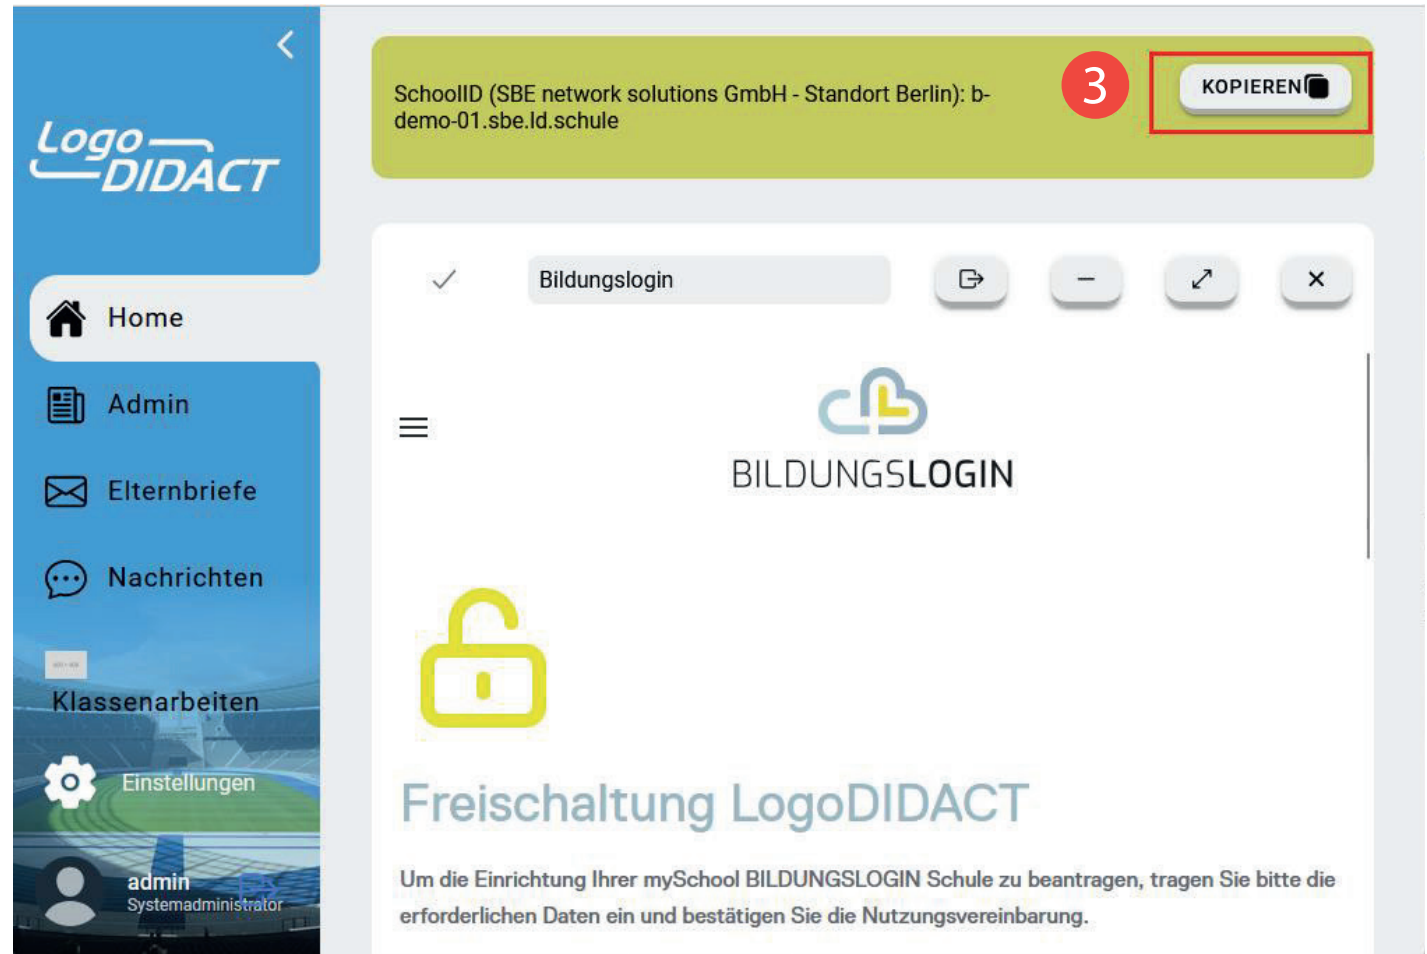 SchoolID (SBE network solutions GmbH - Standort Berlin): b-
demo-01.sbe.ld.schule
3
KOPIEREN
Logo
DIDACT
Home
Admin
Elternbriefe
Nachrichten
Klassenarbeiten
Einstellungen
admin
Systemadministrator
Bildungslogin
BILDUNGSLOGIN
Freischaltung LogoDIDACT
Um die Einrichtung Ihrer mySchool BILDUNGSLOGIN Schule zu beantragen, tragen Sie bitte die
erforderlichen Daten ein und bestätigen Sie die Nutzungsvereinbarung.